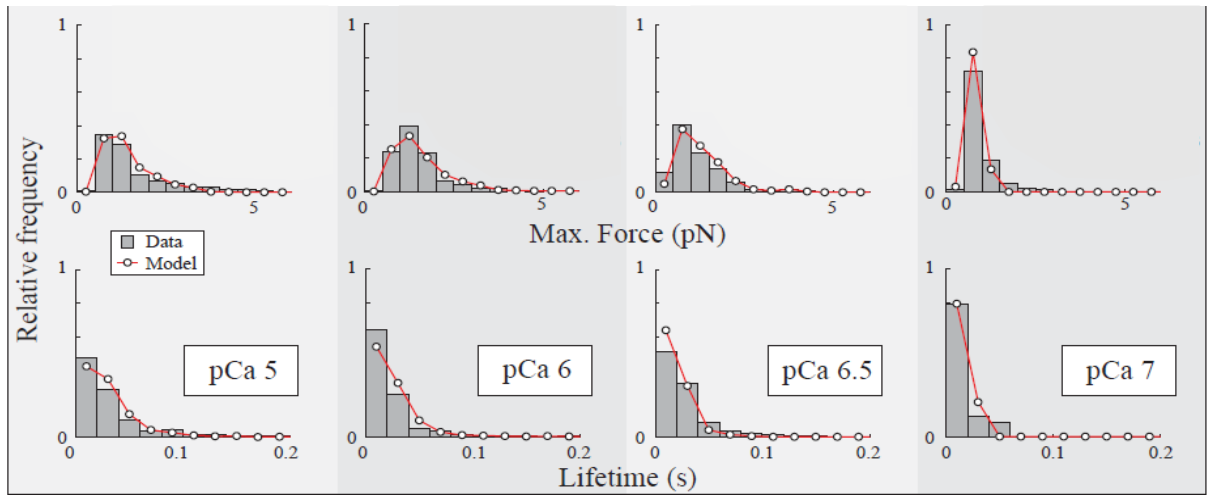 1 1 1 1
Relative frequency
0 0 0 0
0 5 0 5 0 5 0 5
Max. Force (pN)
Data
Model
1 1 1 1
pCa 5 pCa 6 pCa 6.5 pCa 7
0 0 0 0
0 0.1 0.2 0 0.1 0.2 0 0.1 0.2 0 0.1 0.2
Lifetime (s)